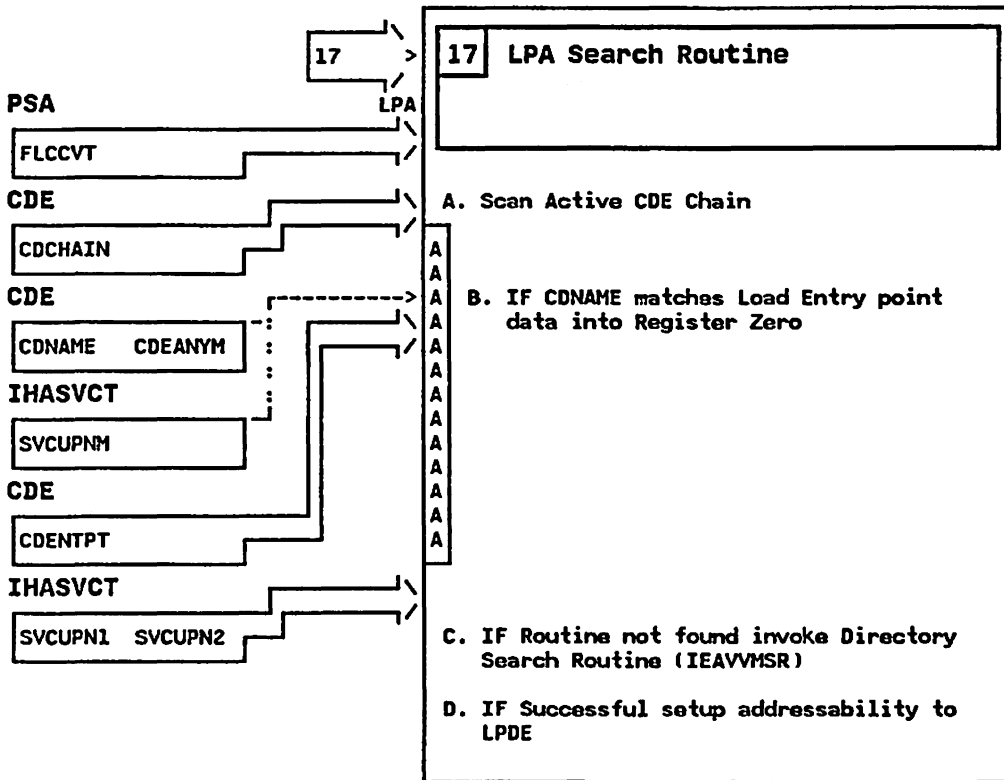 17
17 LPA Search Routine
PSA
LPA
FLCCVT
CDE
A. Scan Active CDE Chain
CDCHAIN
CDE
B. IF CDNAME matches Load Entry point
data into Register Zero
CDNAME CDEANYM
IHASVCT
SVCUPNM
CDE
CDENTPT
A
A
A
A
A
A
A
A
A
A
A
A
A
IHASVCT
SVCUPN1 SVCUPN2
C. IF Routine not found invoke Directory
Search Routine (IEAVVMSR)
D. IF Successful setup addressability to
LPDE